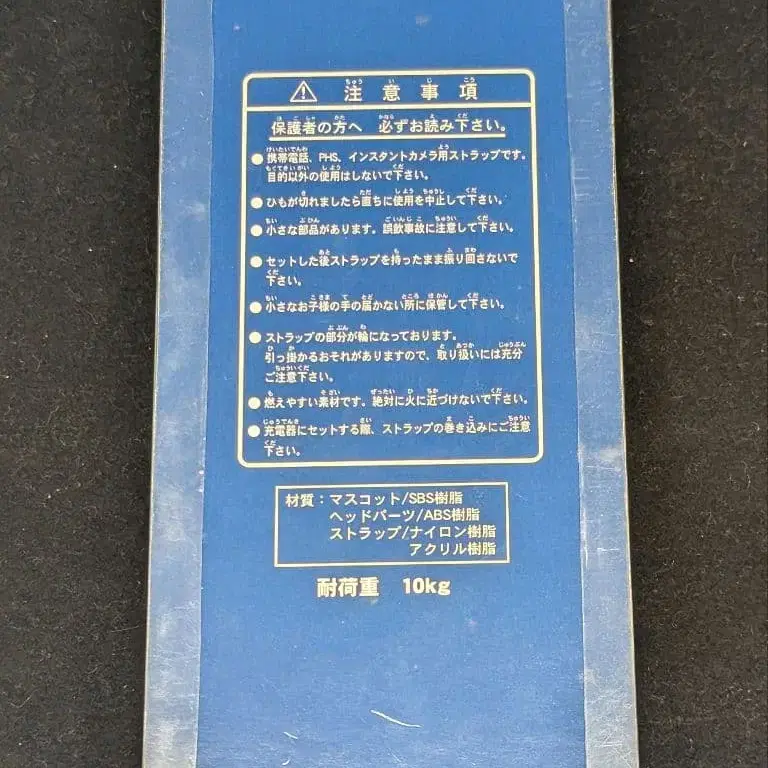 ⚠ 注意事項
保護者の方へ 必ずお読み下さい。
●携帯電話、PHS、インスタントカメラ用ストラップです。
目的以外の使用はしないで下さい。
●ひもが切れましたら直ちに使用を中止して下さい。
●小さな部品があります。誤飲事故に注意して下さい。
●セットした後ストラップを持ったまま振り回さないで
下さい。
●小さなお子様の手の届かない所に保管して下さい。
●ストラップの部分が輪になっております。
引っ掛かるおそれがありますので、取り扱いには充分
ご注意下さい。
●燃えやすい素材です。絶対に火に近づけないで下さい。
●充電器にセットする際、ストラップの巻き込みにご注意
下さい。
材質：マスコット/SBS樹脂
ヘッドパーツ/ABS樹脂
ストラップ/ナイロン樹脂
アクリル樹脂
耐荷重 10kg